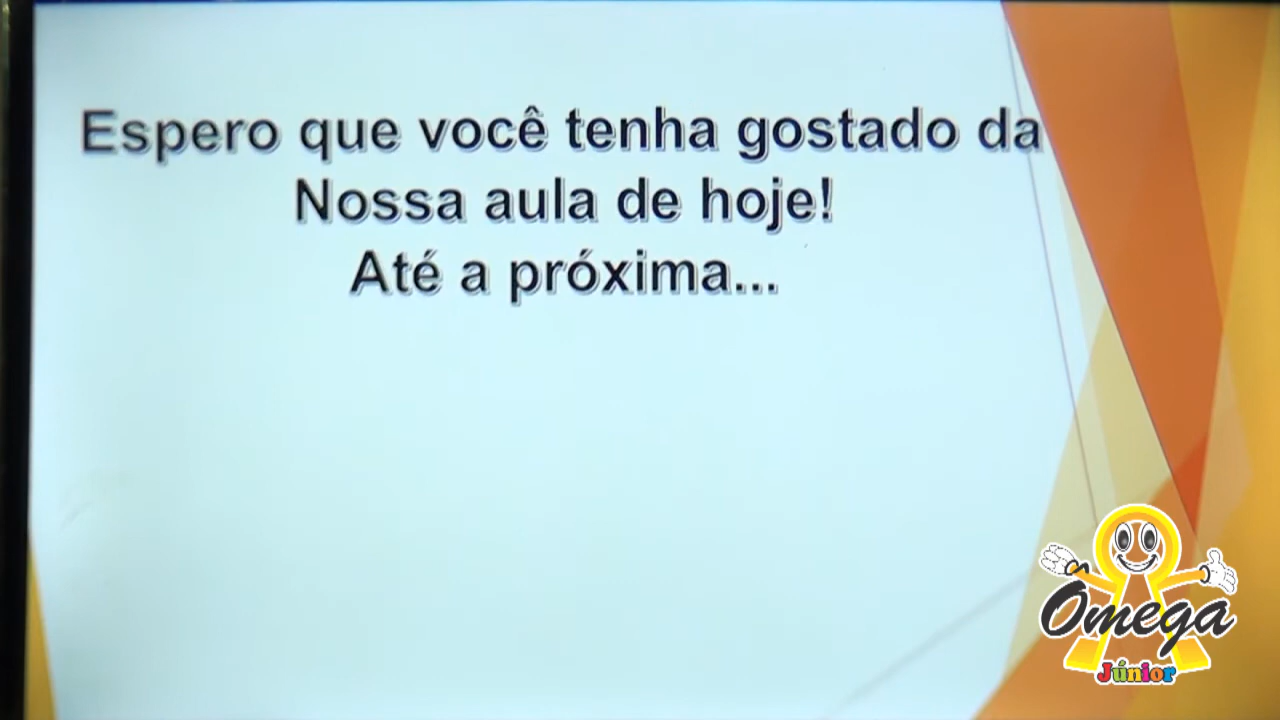 Espero que você tenha gostado da
Nossa aula de hoje!
Até a próxima...
Ômega
Júnior